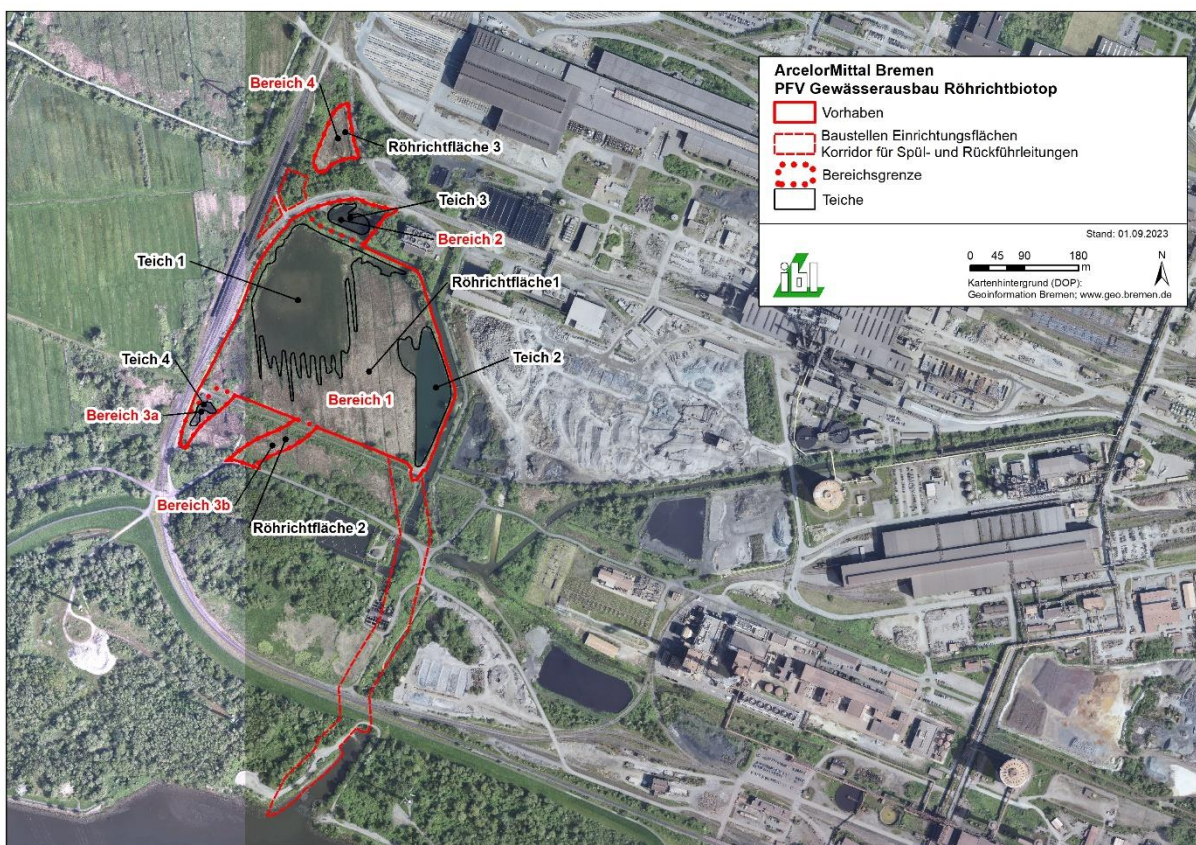 ArcelorMittal Bremen
PFV Gewässerausbau Röhrichtbiotop
Vorhaben
Baustellen Einrichtungsflächen
Korridor für Spül- und Rückführleitungen
Bereichsgrenze
Teiche
Stand: 01.09.2023
0 45 90 180
m
N
Kartenhintergrund (DOP):
Geoinformation Bremen; www.geo.bremen.de
ibl
Bereich 4
Röhrichtfläche 3
Teich 3
Bereich 2
Teich 1
Röhrichtfläche1
Teich 4
Teich 2
Bereich 3a
Bereich 1
Bereich 3b
Röhrichtfläche 2